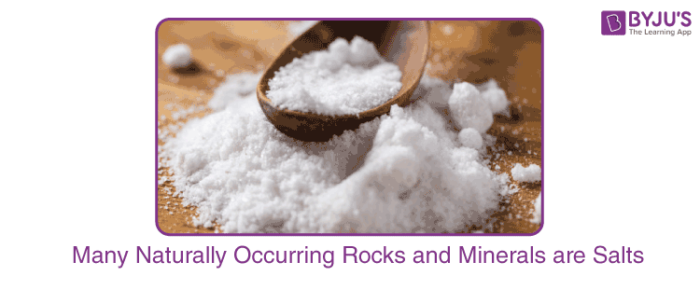 BYJU'S
The Learning App
Many Naturally Occurring Rocks and Minerals are Salts